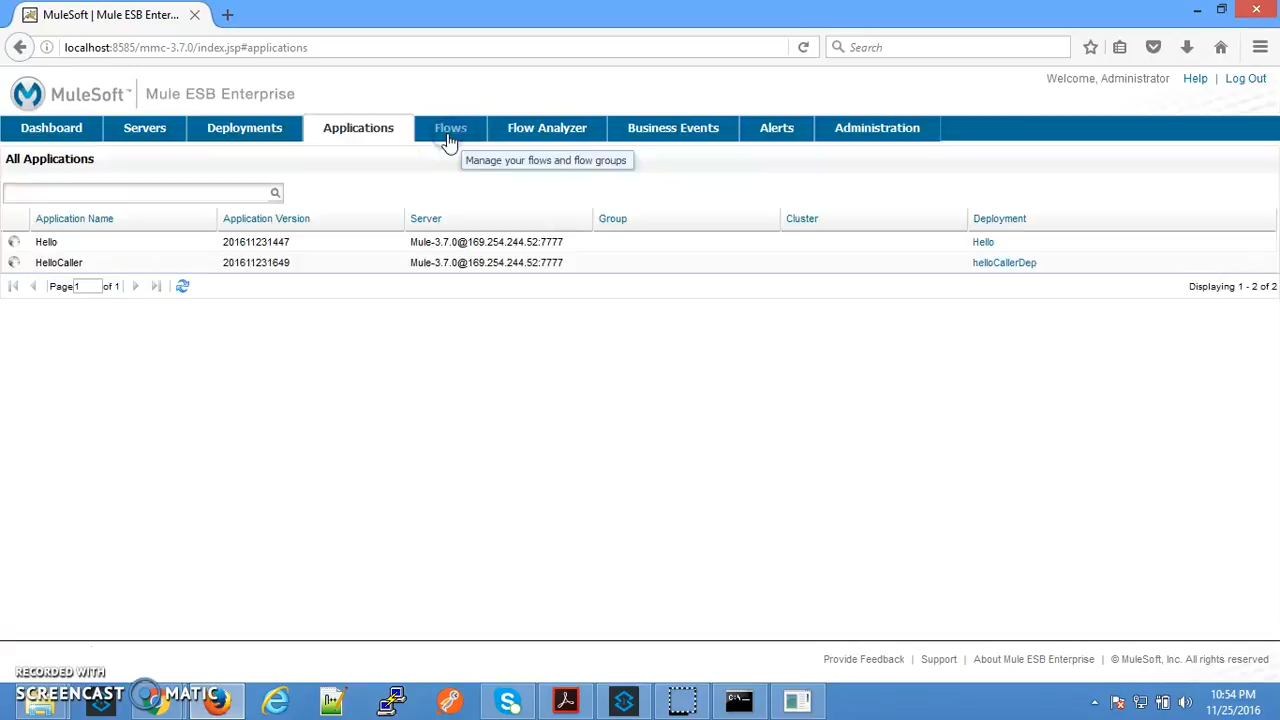 MuleSoft | Mule ESB Enter...
localhost:8585/mmc-3.7.0/index.jsp#applications
Search
Welcome, Administrator Help | Log Out
MuleSoft™ Mule ESB Enterprise
Dashboard Servers Deployments Applications Flows Flow Analyzer Business Events Alerts Administration
All Applications
Manage your flows and flow groups
Application Name Application Version Server Group Cluster Deployment
Hello 201611231447 Mule-3.7.0@169.254.244.52:7777 Hello
HelloCaller 201611231649 Mule-3.7.0@169.254.244.52:7777 helloCallerDep
Page 1 of 1 Displaying 1 - 2 of 2
Provide Feedback | Support | About Mule ESB Enterprise | © MuleSoft, Inc. All rights reserved
RECORDED WITH
SCREENCAST MATIC
10:54 PM
11/25/2016